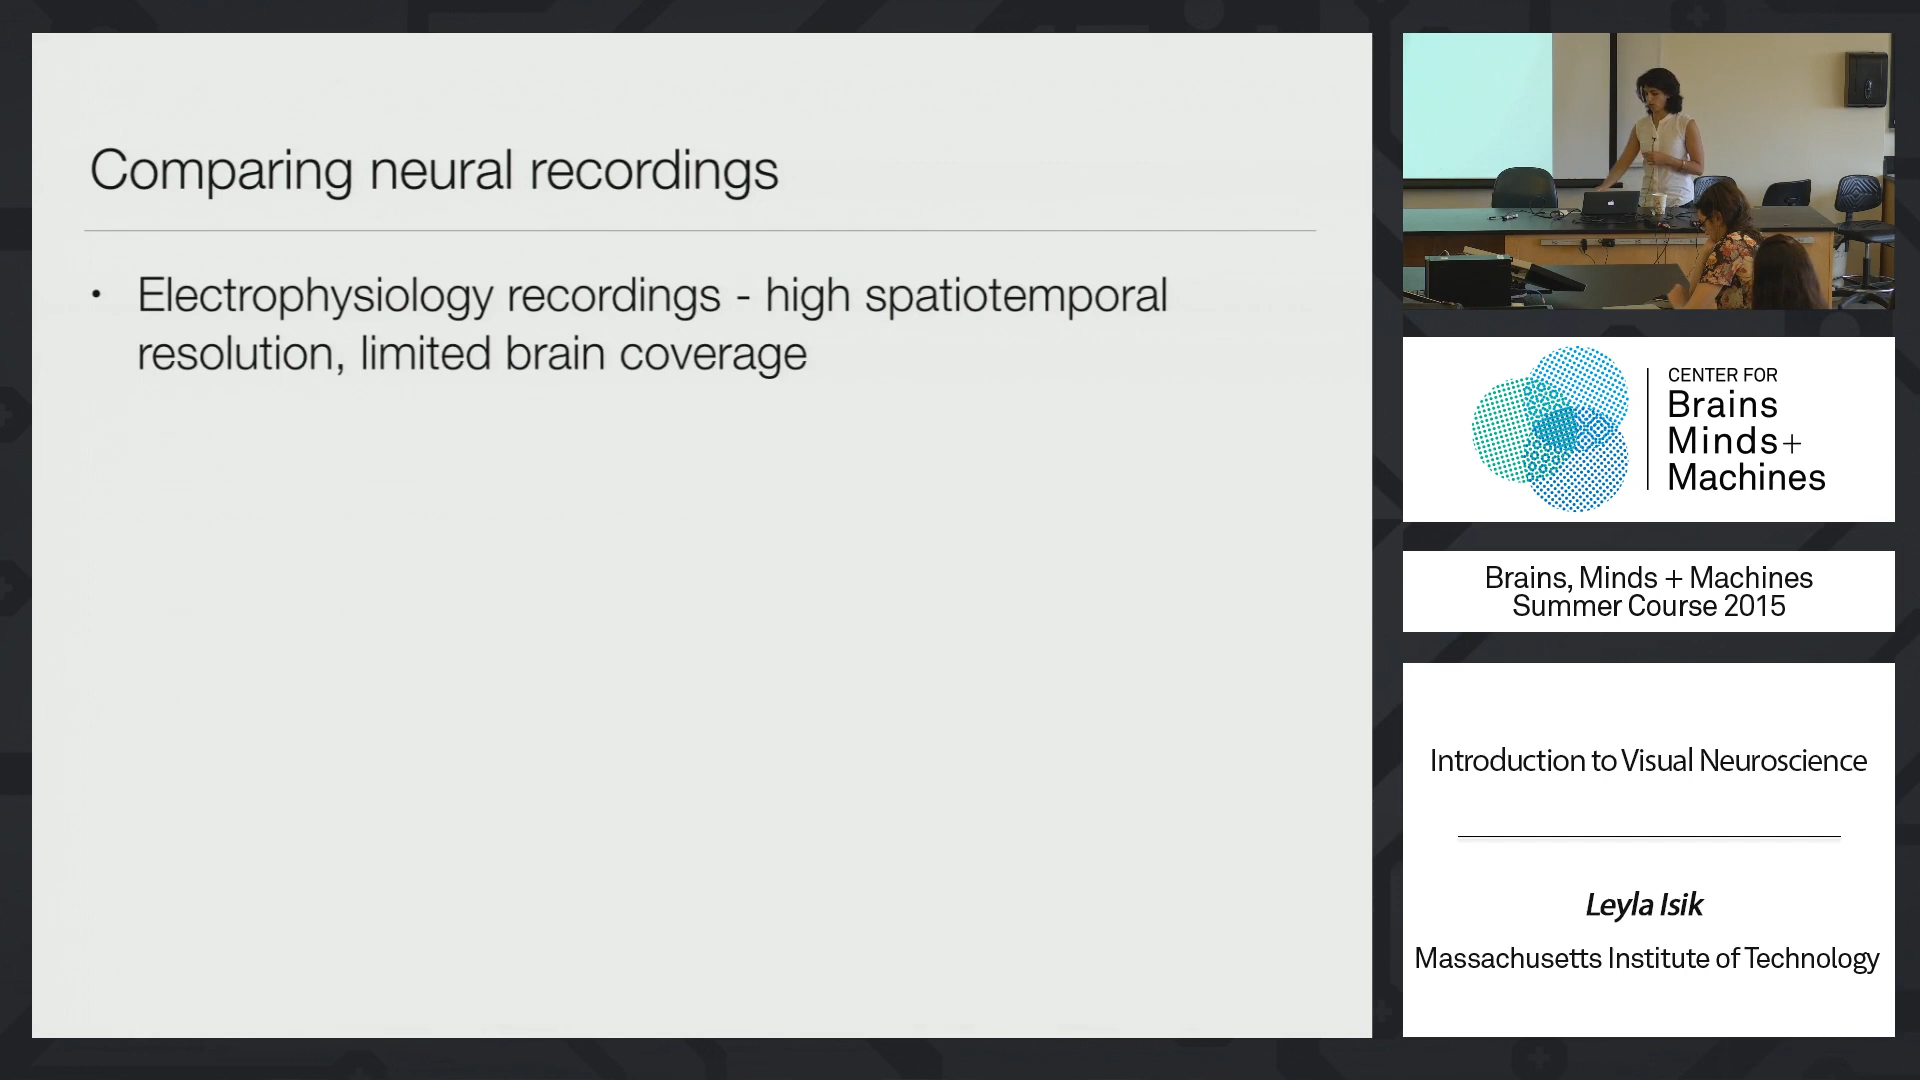 Comparing neural recordings
• Electrophysiology recordings - high spatiotemporal
resolution, limited brain coverage
CENTER FOR
Brains
Minds+
Machines
Brains, Minds + Machines
Summer Course 2015
Introduction to Visual Neuroscience
Leyla Isik
Massachusetts Institute of Technology